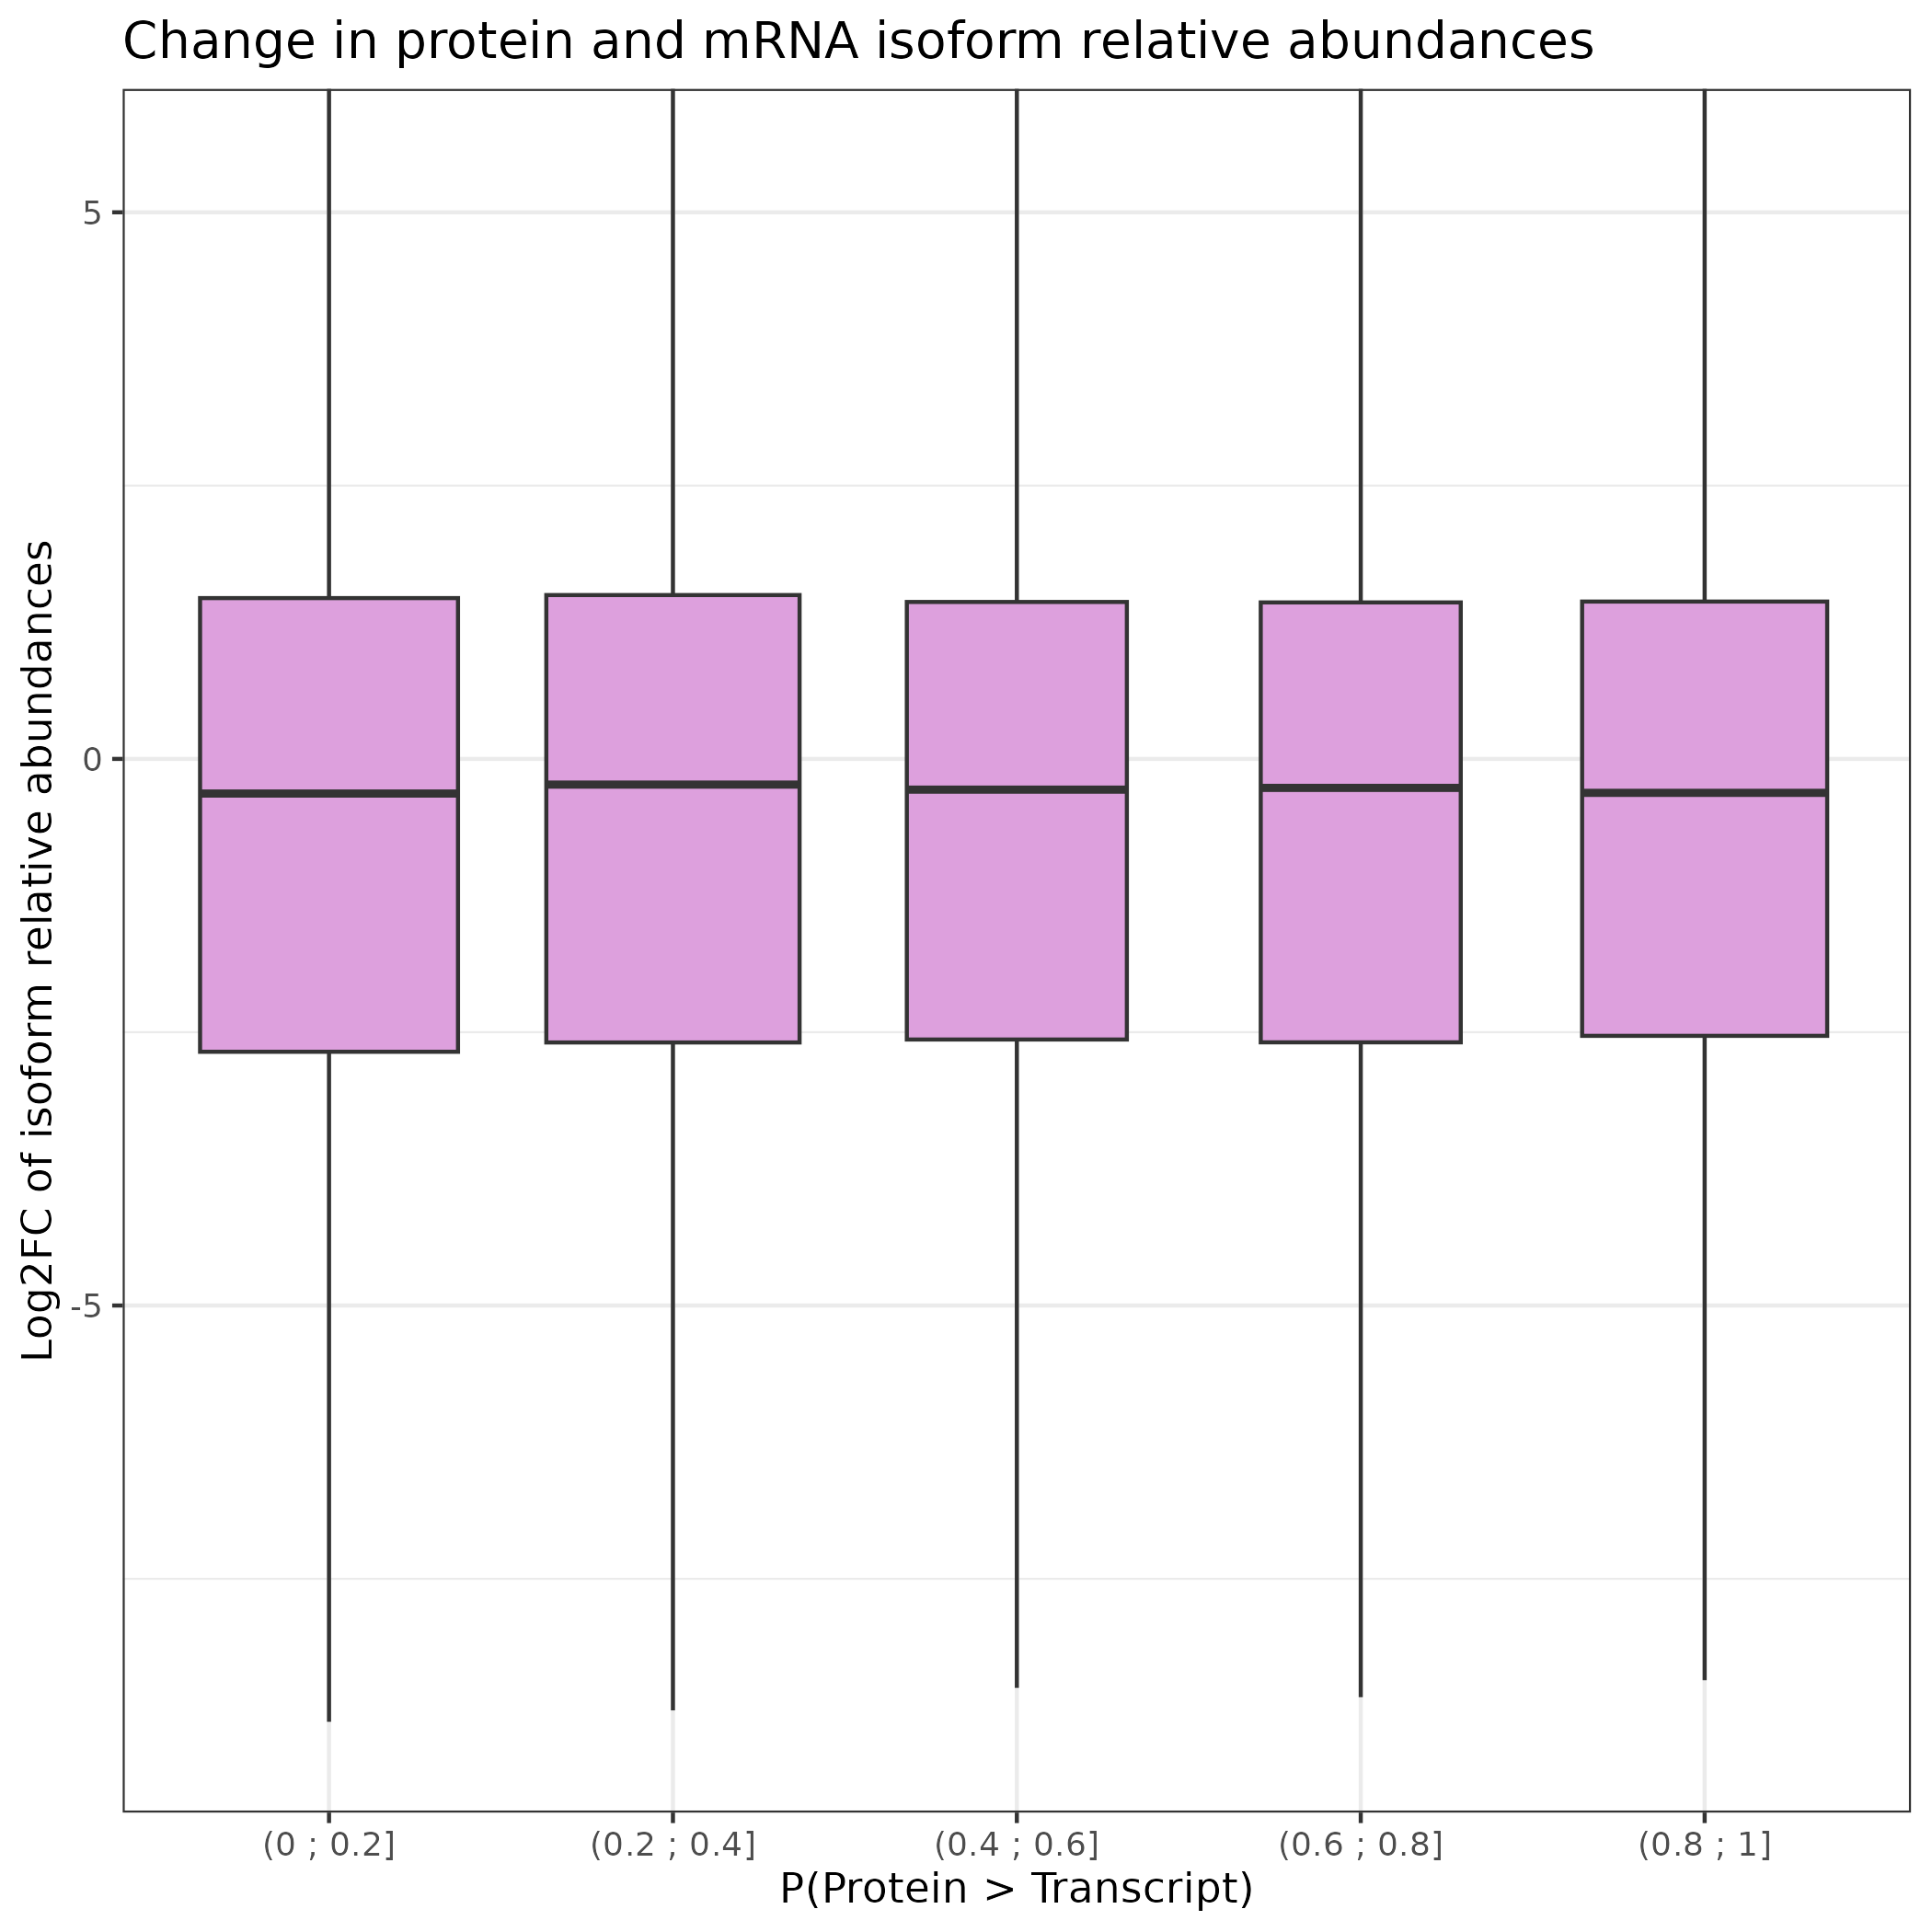 Change in protein and mRNA isoform relative abundances
Log2FC of isoform relative abundances
5
0
-5
(0 ; 0.2]
(0.2 ; 0.4]
(0.4 ; 0.6]
(0.6 ; 0.8]
(0.8 ; 1]
P(Protein > Transcript)